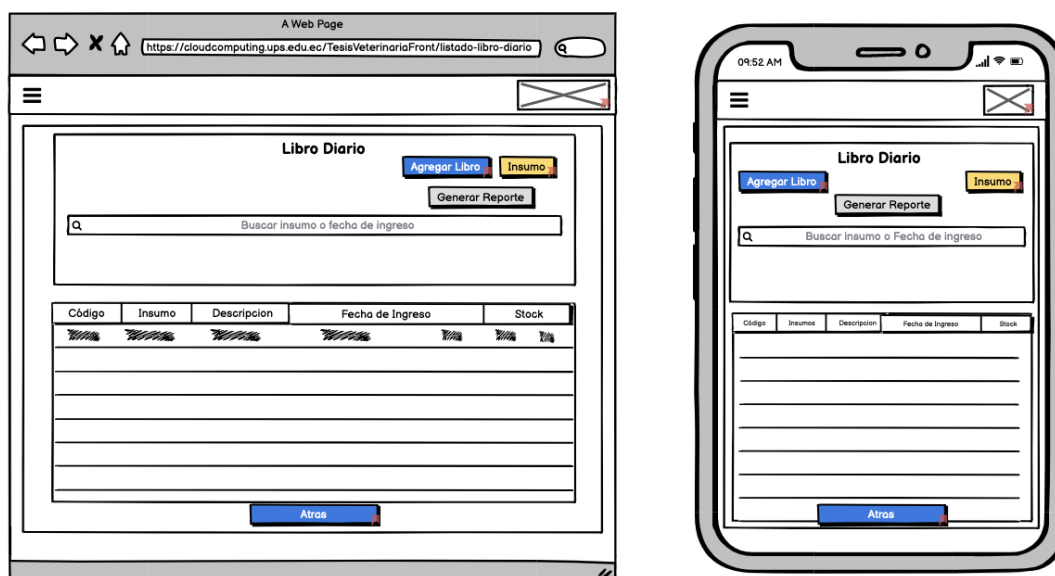 A Web Page
https://cloudcomputing.ups.edu.ec/TesisVeterinariaFront/listado-libro-diario
Libro Diario
Agregar Libro
Insumo
Generar Reporte
Buscar insumo o fecha de ingreso
Código Insumo Descripcion Fecha de Ingreso Stock
Atras
09:52 AM
Libro Diario
Agregar Libro
Insumo
Generar Reporte
Buscar insumo o Fecha de ingreso
Código Insumos Descripcion Fecha de Ingreso Stock
Atras